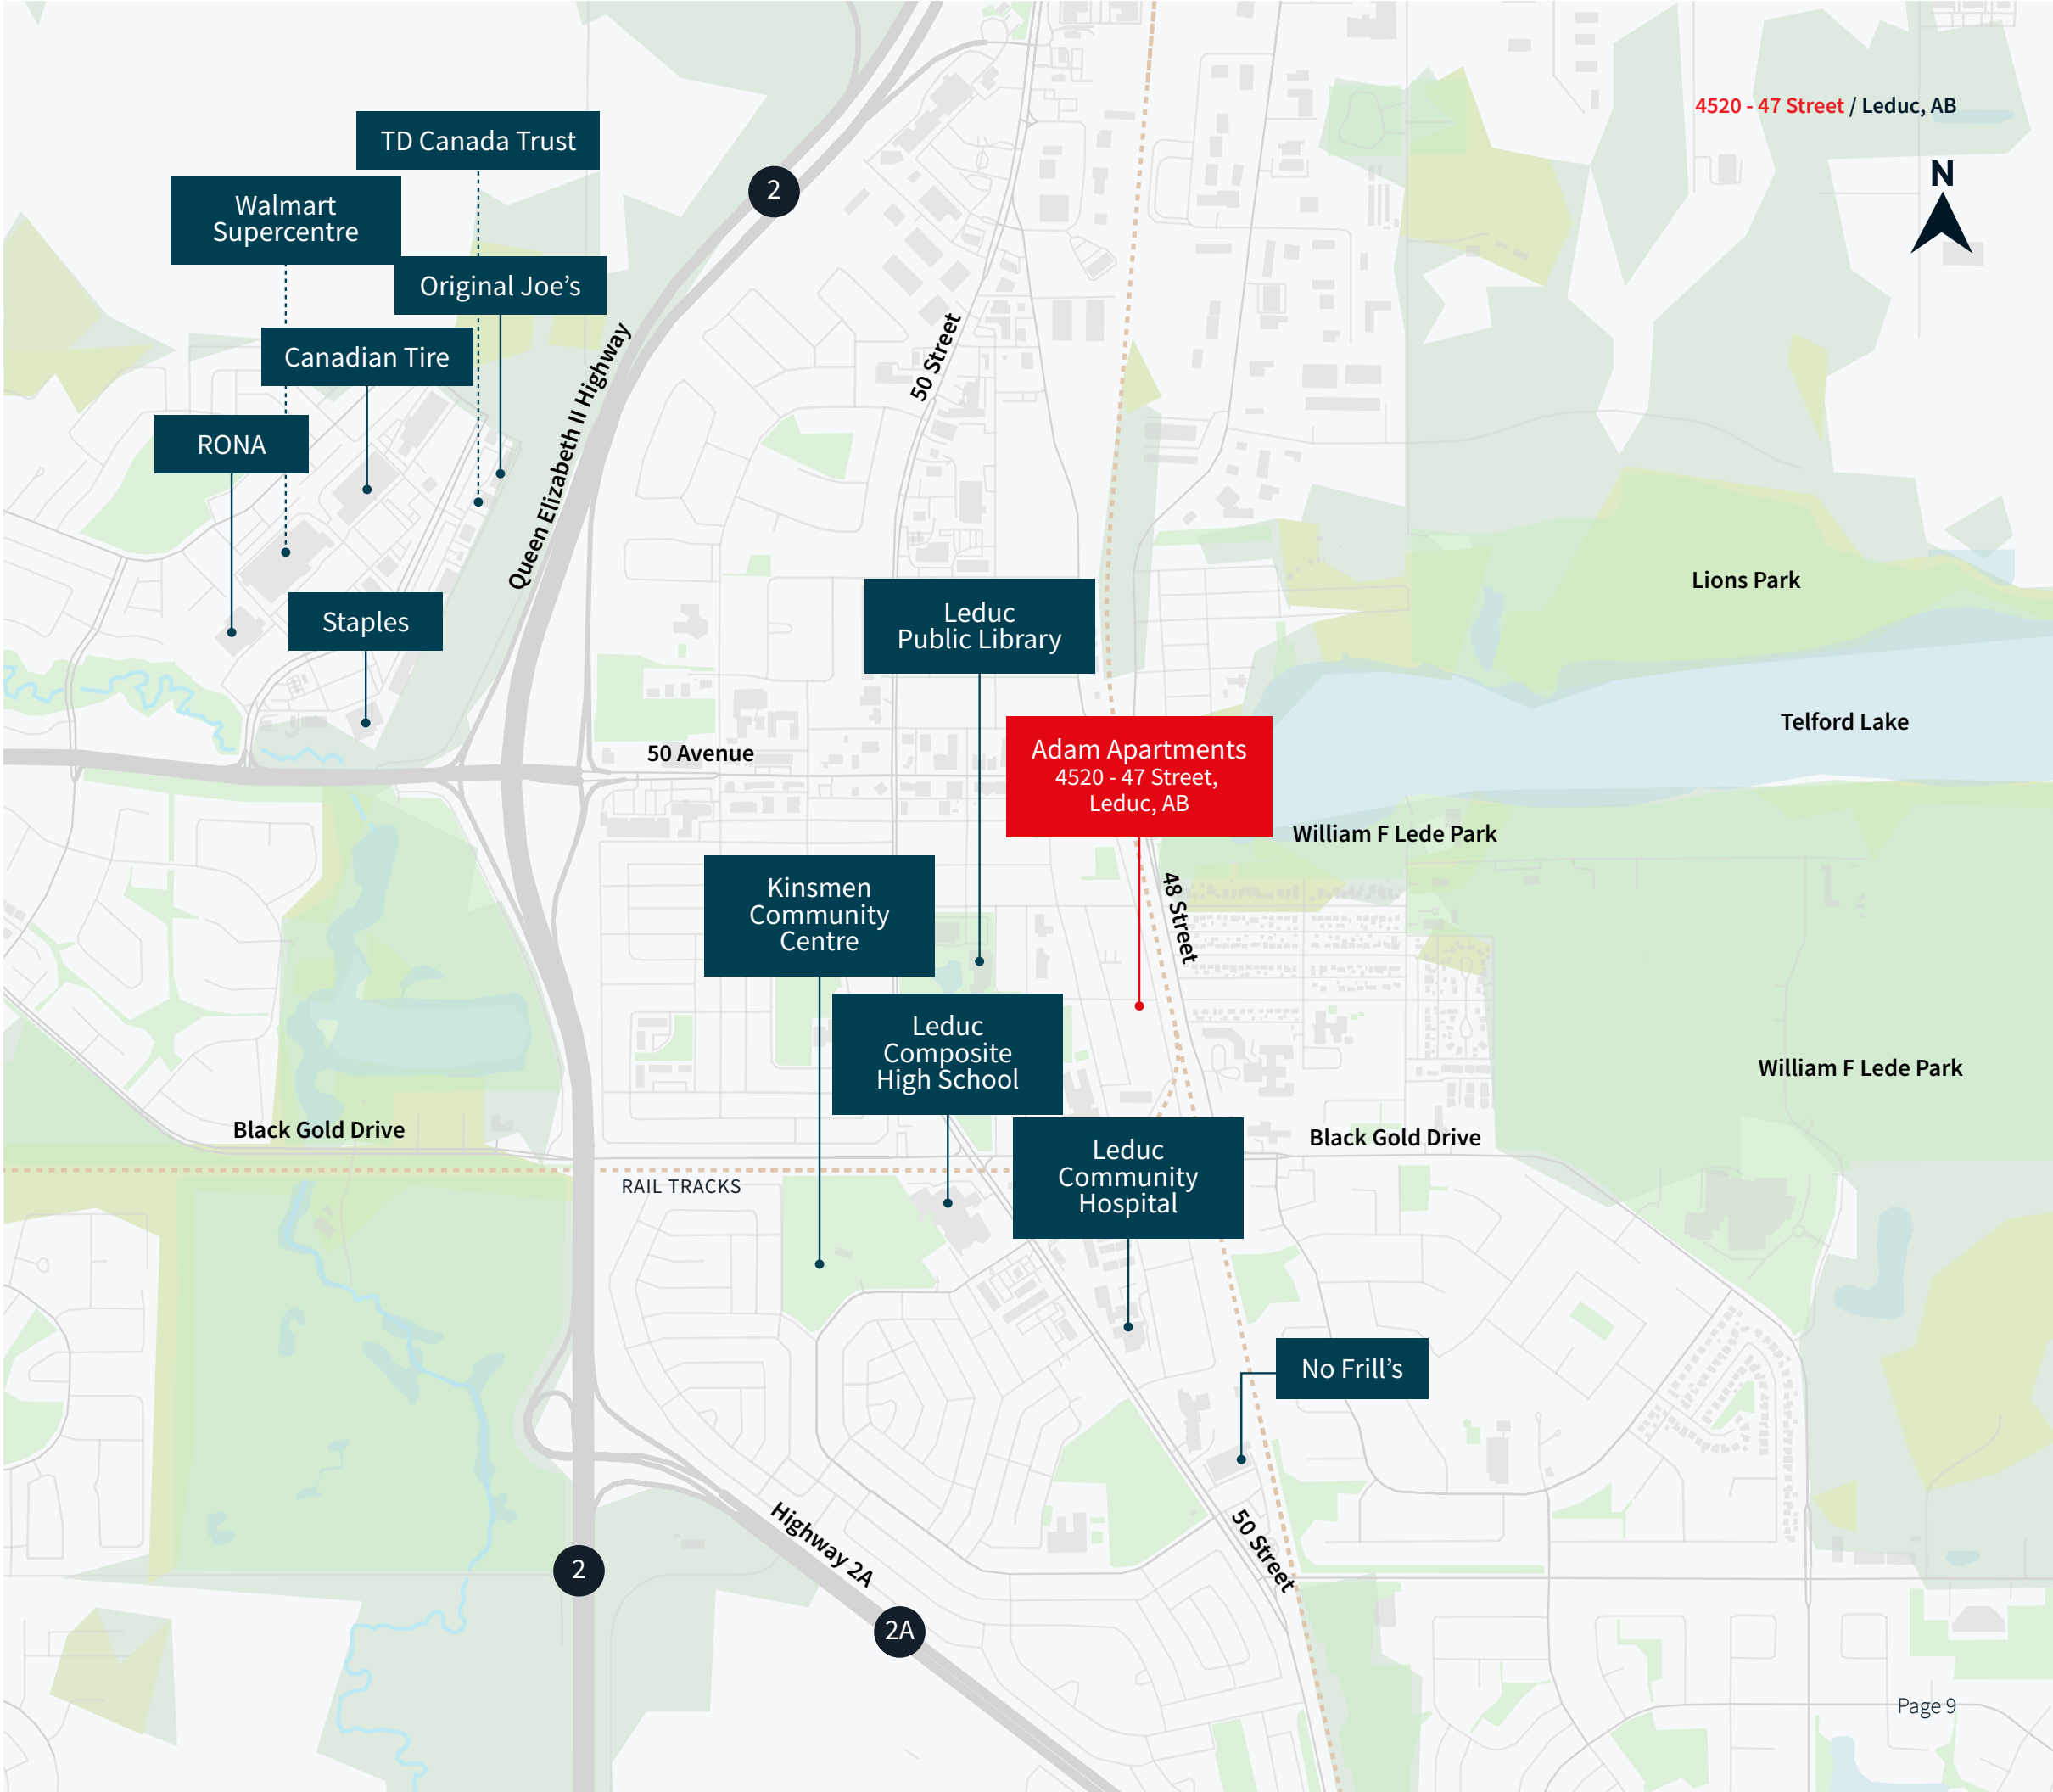 4520 - 47 Street / Leduc, AB
N
TD Canada Trust
2
Walmart
Supercentre
Original Joe's
Canadian Tire
50 Street
RONA
Queen Elizabeth II Highway
Lions Park
Leduc
Public Library
Staples
Telford Lake
50 Avenue
Adam Apartments
4520 - 47 Street,
Leduc, AB
William F Lede Park
Kinsmen
Community
Centre
48 Street
Leduc
Composite
High School
William F Lede Park
Black Gold Drive
Black Gold Drive
Leduc
Community
Hospital
RAIL TRACKS
No Frill's
Highway 2A
50 Street
2
2A
Page 9